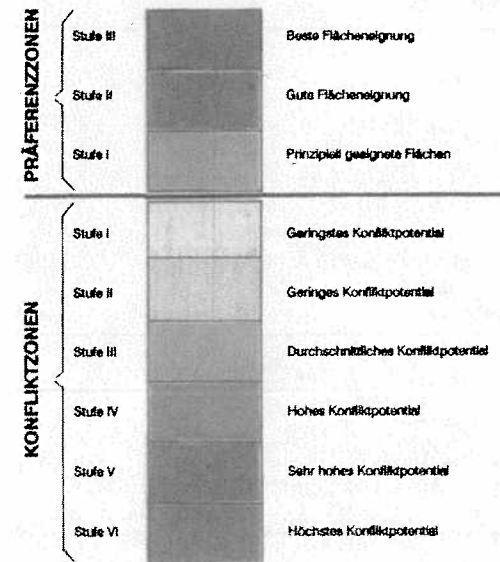 PRÄFERENZZONEN
Stufe III Beste Flächeneignung
Stufe II Gute Flächeneignung
Stufe I Prinzipiell geeignete Flächen
KONFLIKTZONEN
Stufe I Geringstes Konfliktpotential
Stufe II Geringes Konfliktpotential
Stufe III Durchschnittliches Konfliktpotential
Stufe IV Hohes Konfliktpotential
Stufe V Sehr hohes Konfliktpotential
Stufe VI Höchstes Konfliktpotential